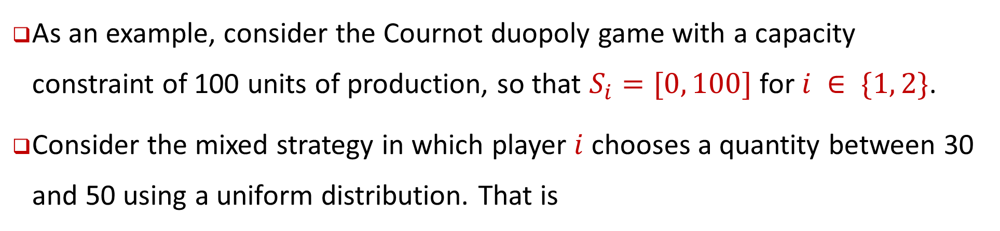 ❑As an example, consider the Cournot duopoly game with a capacity
constraint of 100 units of production, so that S_i = [0, 100] for i ∈ {1, 2}.
❑Consider the mixed strategy in which player i chooses a quantity between 30
and 50 using a uniform distribution. That is